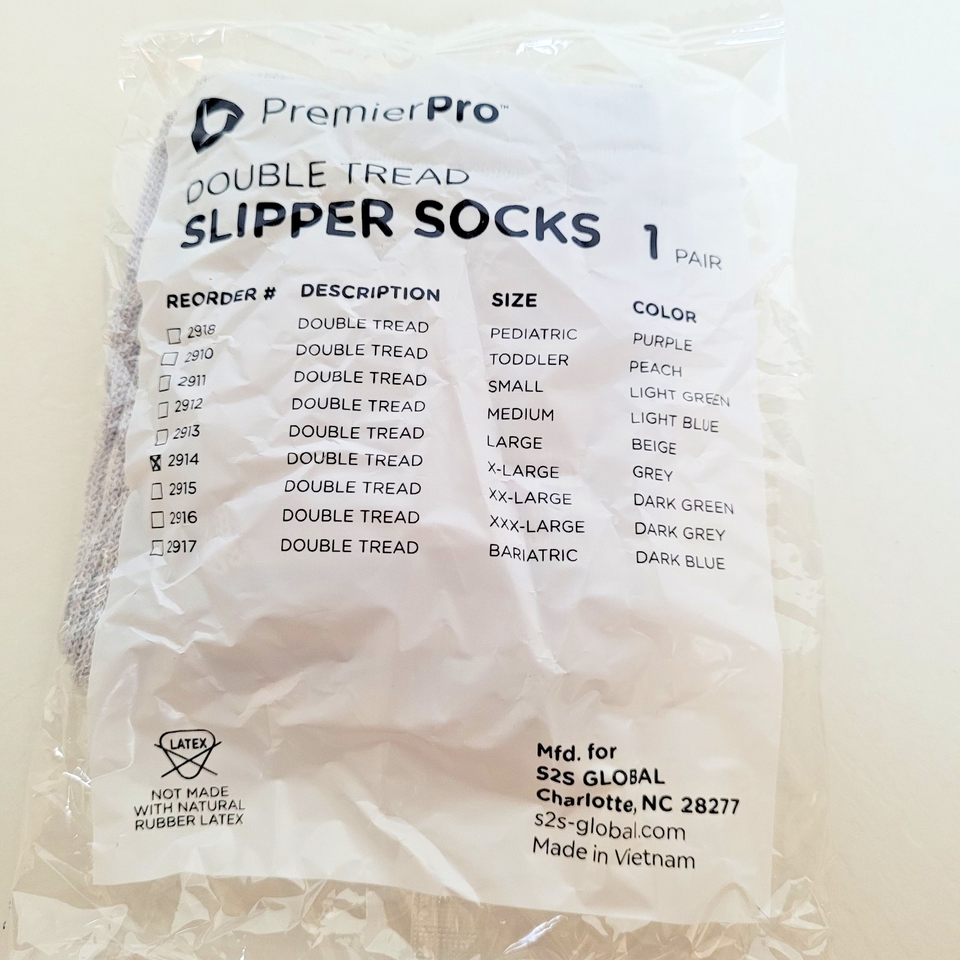 PremierPro™
DOUBLE TREAD
SLIPPER SOCKS 1 PAIR
REORDER # DESCRIPTION SIZE COLOR
☐ 2918 DOUBLE TREAD PEDIATRIC PURPLE
☐ 2910 DOUBLE TREAD TODDLER PEACH
☐ 2911 DOUBLE TREAD SMALL LIGHT GREEN
☐ 2912 DOUBLE TREAD MEDIUM LIGHT BLUE
☐ 2913 DOUBLE TREAD LARGE BEIGE
☒ 2914 DOUBLE TREAD X-LARGE GREY
☐ 2915 DOUBLE TREAD XX-LARGE DARK GREEN
☐ 2916 DOUBLE TREAD XXX-LARGE DARK GREY
☐ 2917 DOUBLE TREAD BARIATRIC DARK BLUE
LATEX
NOT MADE
WITH NATURAL
RUBBER LATEX
Mfd. for
S2S GLOBAL
Charlotte, NC 28277
s2s-global.com
Made in Vietnam